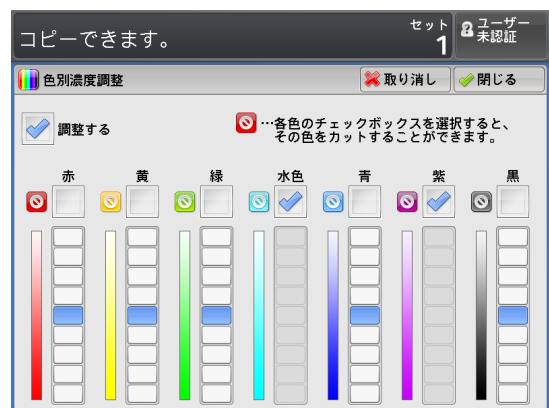 コピーできます。
セット
1
ユーザー
未認証
色別濃度調整
取り消し
閉じる
調整する
…各色のチェックボックスを選択すると、
その色をカットすることができます。
赤 黄 緑 水色 青 紫 黒